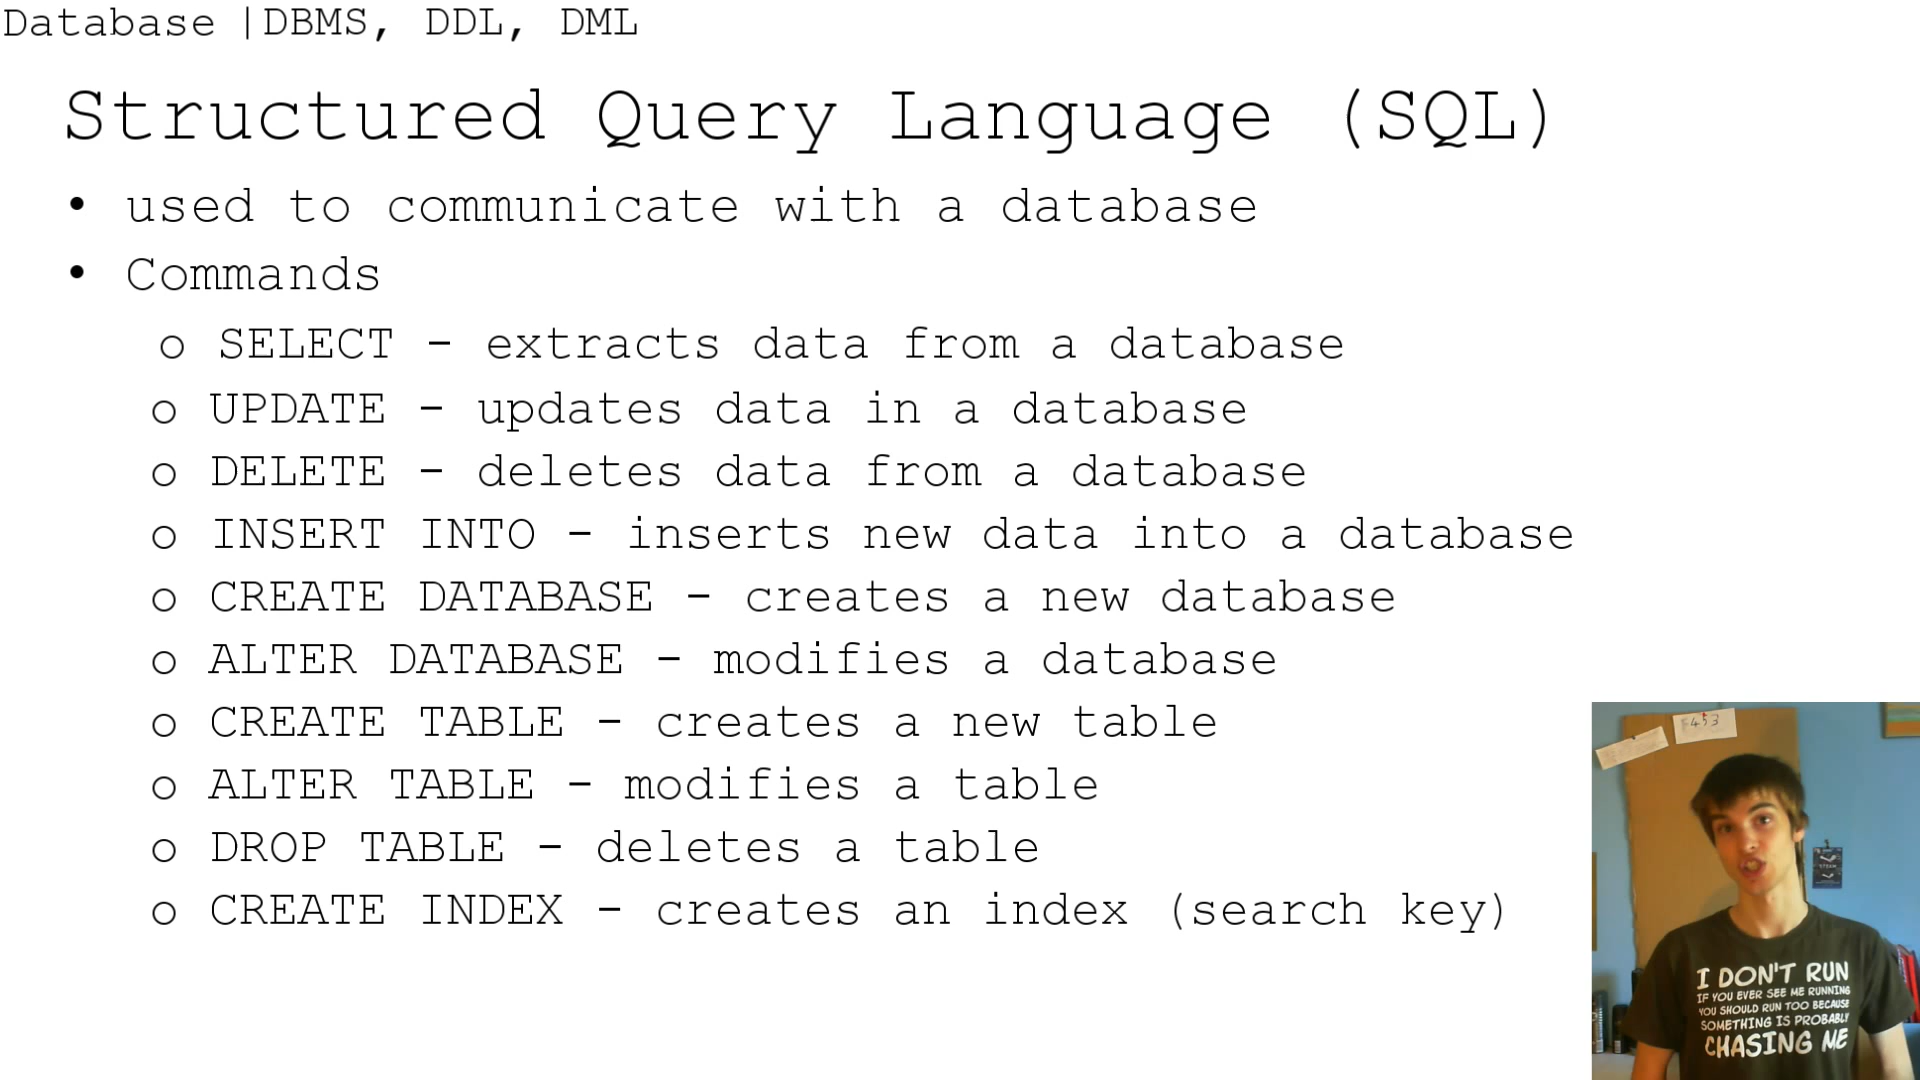 Database |DBMS, DDL, DML
Structured Query Language (SQL)
• used to communicate with a database
• Commands
o SELECT - extracts data from a database
o UPDATE - updates data in a database
o DELETE - deletes data from a database
o INSERT INTO - inserts new data into a database
o CREATE DATABASE - creates a new database
o ALTER DATABASE - modifies a database
o CREATE TABLE - creates a new table
o ALTER TABLE - modifies a table
o DROP TABLE - deletes a table
o CREATE INDEX - creates an index (search key)
F453
STEAM
I DON'T RUN
IF YOU EVER SEE ME RUNNING
YOU SHOULD RUN TOO BECAUSE
SOMETHING IS PROBABLY
CHASING ME